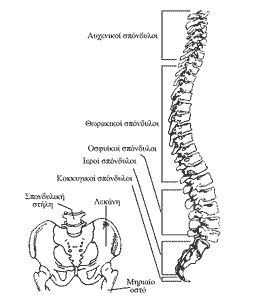 Αυχενικοί σπόνδυλοι
Θωρακικοί σπόνδυλοι
Οσφυϊκοί σπόνδυλοι
Ιεροί σπόνδυλοι
Κοκκυγικοί σπόνδυλοι
Σπονδυλική
στήλη
Λεκάνη
Μηριαίο
οστό